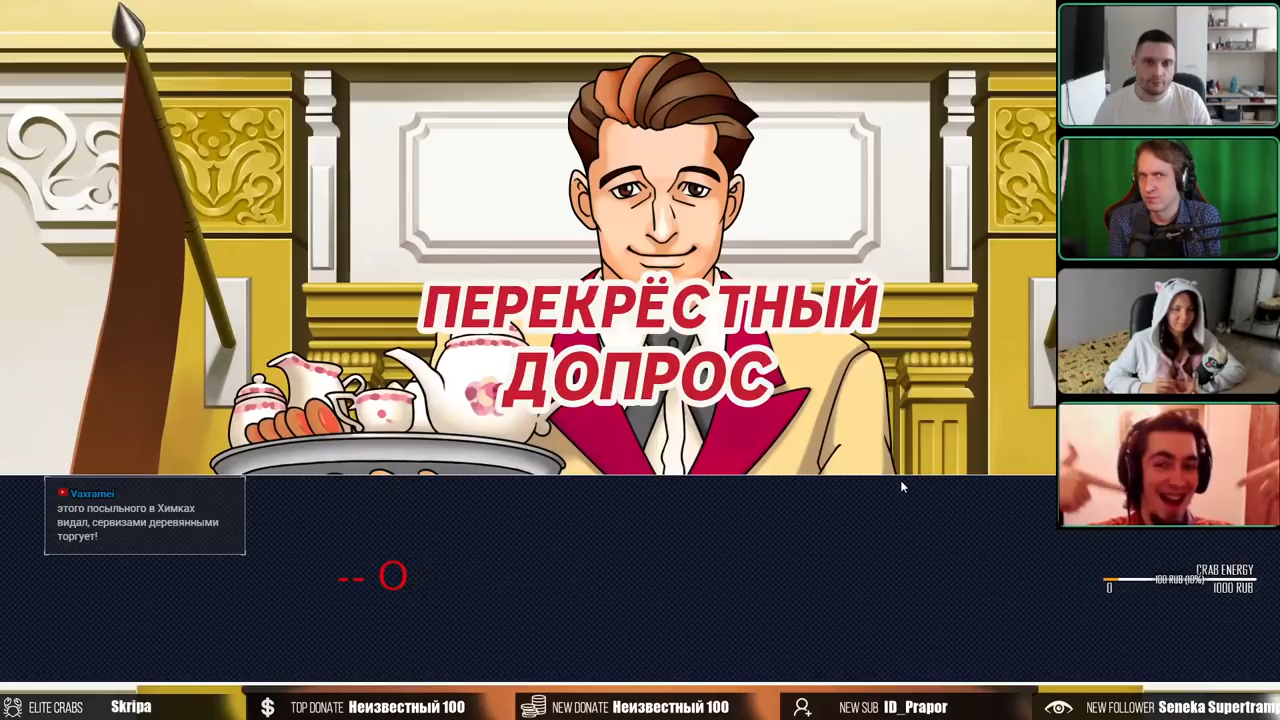 ПЕРЕКРЁСТНЫЙ
ДОПРОС
Vaxramei
этого посыльного в Химках
видал, сервизами деревянными
торгует!
-- О
CRAB ENERGY
100 RUB (10%)
0
1000 RUB
ELITE CRABS Skripa
$ TOP DONATE Неизвестный 100
NEW DONATE Неизвестный 100
NEW SUB ID_Prapor
NEW FOLLOWER Seneka Supertramp